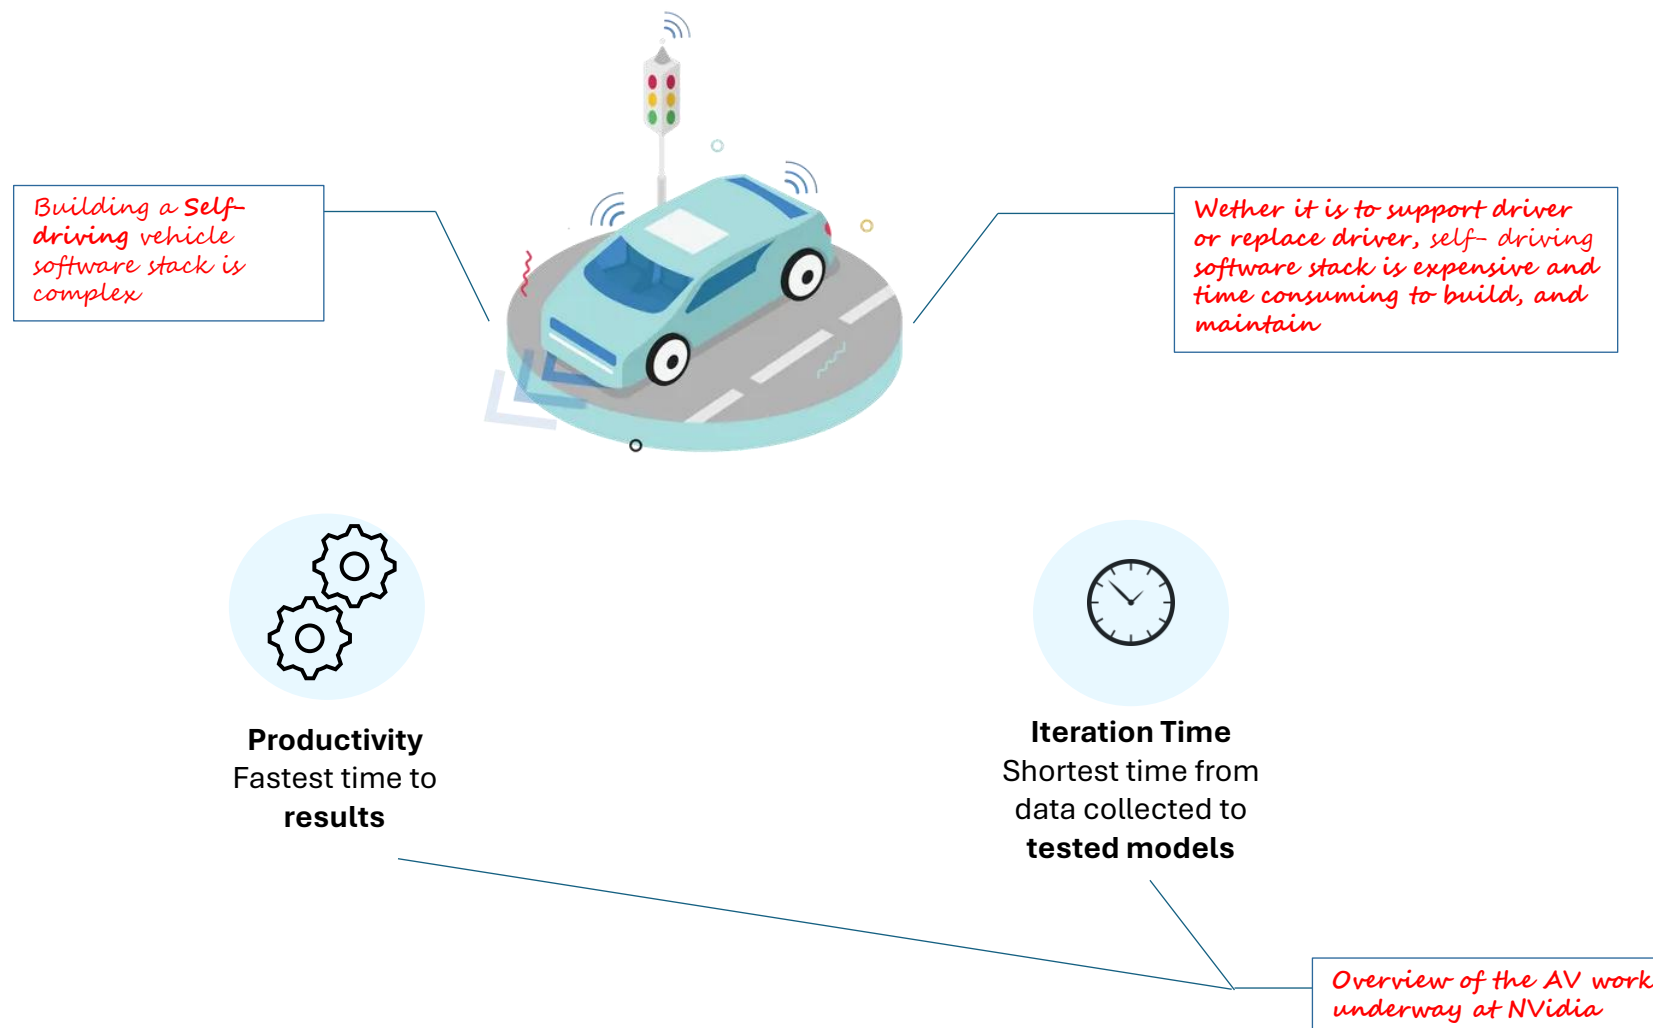 Building a Self-
driving vehicle
software stack is
complex
Wether it is to support driver
or replace driver, self- driving
software stack is expensive and
time consuming to build, and
maintain
Productivity
Fastest time to
results
Iteration Time
Shortest time from
data collected to
tested models
Overview of the AV work
underway at NVidia